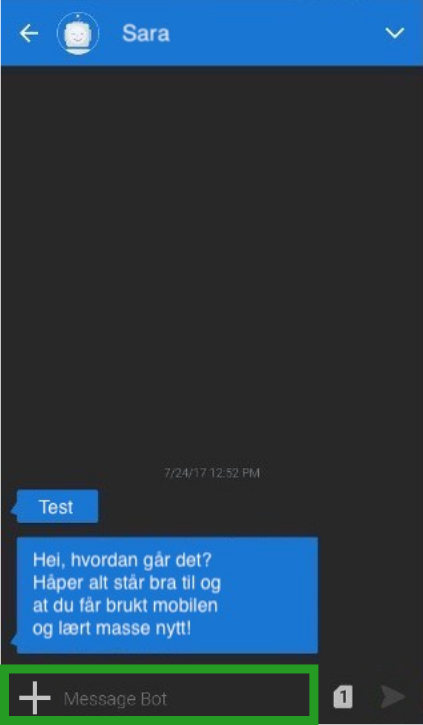 Sara
7/24/17 12:52 PM
Test
Hei, hvordan går det?
Håper alt står bra til og
at du får brukt mobilen
og lært masse nytt!
Message Bot
1